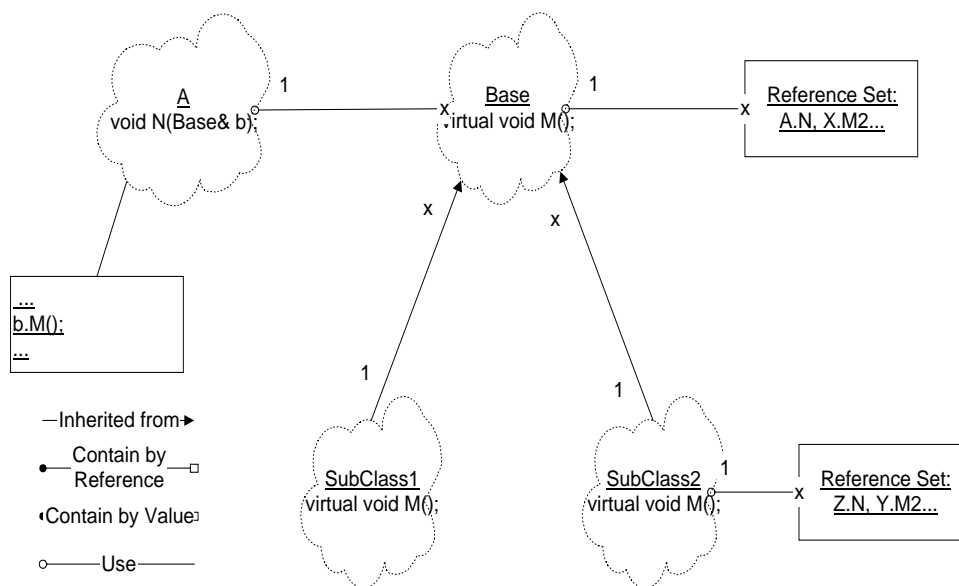 A
void N(Base& b);
1
x
Base
virtual void M();
1
x
Reference Set:
A.N, X.M2...
x
x
...
b.M();
...
1
1
Inherited from
Contain by
Reference
Contain by Value
Use
SubClass1
virtual void M();
SubClass2
virtual void M();
1
x
Reference Set:
Z.N, Y.M2...